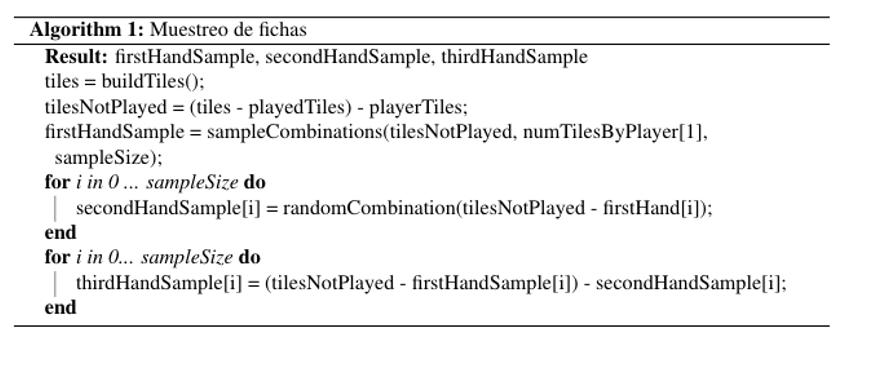 Algorithm 1: Muestreo de fichas
Result: firstHandSample, secondHandSample, thirdHandSample
tiles = buildTiles();
tilesNotPlayed = (tiles - playedTiles) - playerTiles;
firstHandSample = sampleCombinations(tilesNotPlayed, numTilesByPlayer[1],
sampleSize);
for i in 0 ... sampleSize do
secondHandSample[i] = randomCombination(tilesNotPlayed - firstHand[i]);
end
for i in 0... sampleSize do
thirdHandSample[i] = (tilesNotPlayed - firstHandSample[i]) - secondHandSample[i];
end